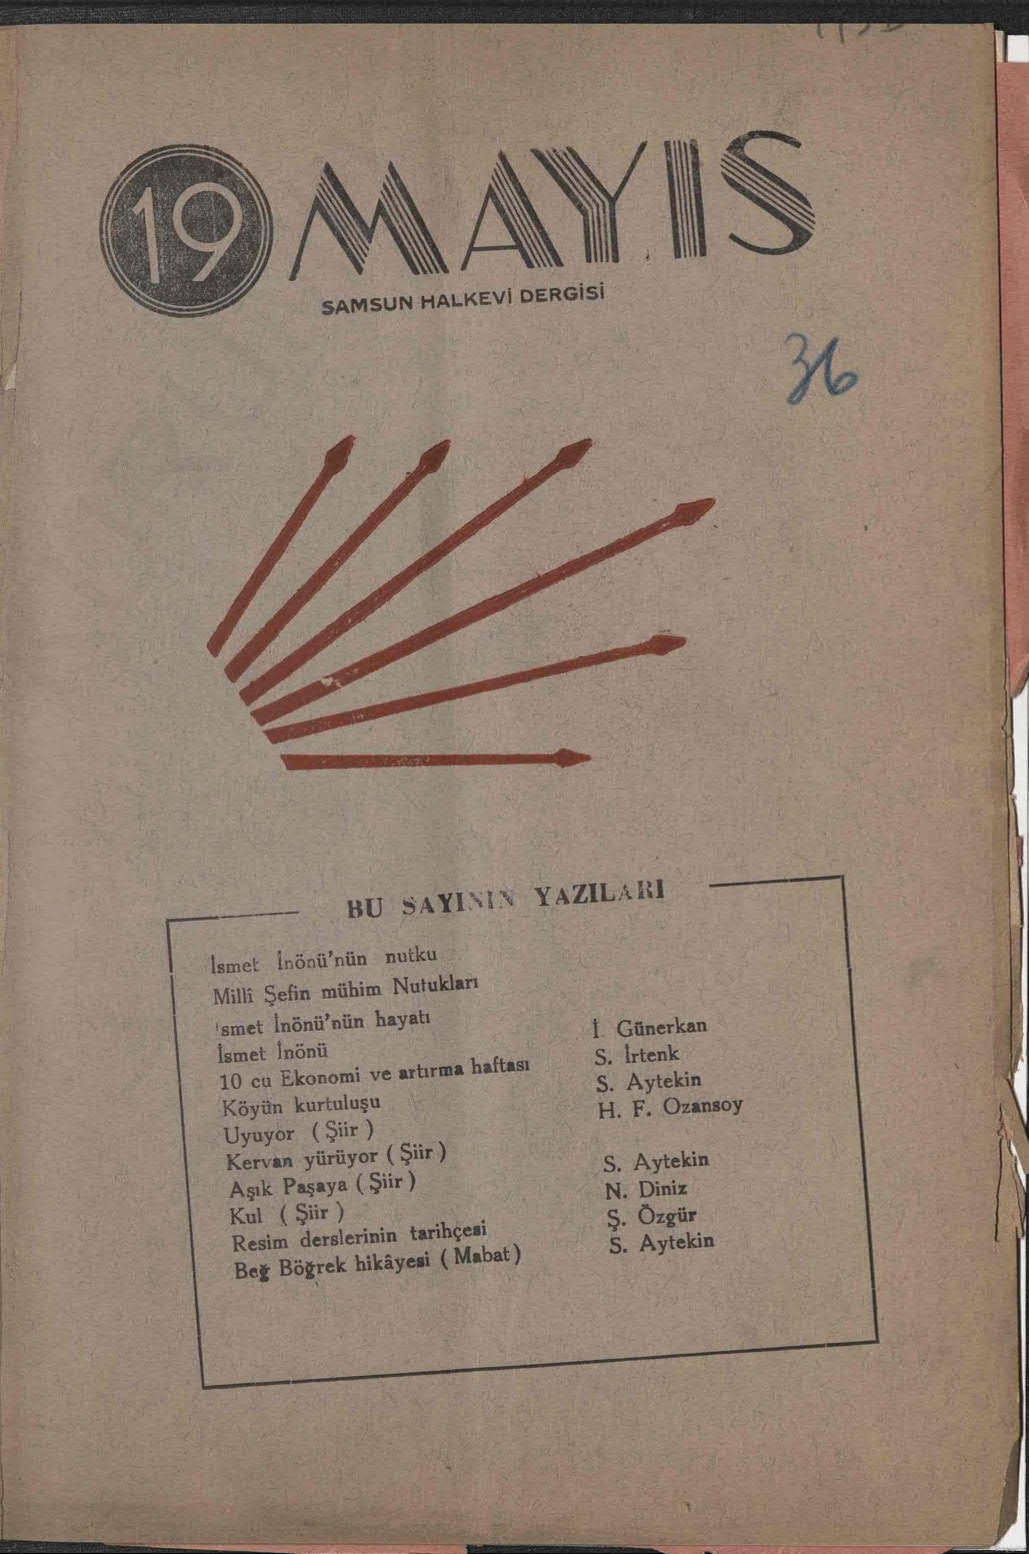 19 MAYIS
SAMSUN HALKEVİ DERGİSİ
36
BU SAYININ YAZILARI
İsmet İnönü'nün nutku
Millî Şefin mühim Nutukları
İsmet İnönü'nün hayatı
İsmet İnönü İ. Günerkan
10 cu Ekonomi ve artırma haftası S. İrtenk
Köyün kurtuluşu S. Aytekin
Uyuyor ( Şiir ) H. F. Ozansoy
Kervan yürüyor ( Şiir )
Aşık Paşaya ( Şiir ) S. Aytekin
Kul ( Şiir ) N. Diniz
Resim derslerinin tarihçesi Ş. Özgür
Beğ Böğrek hikâyesi ( Mabat ) S. Aytekin